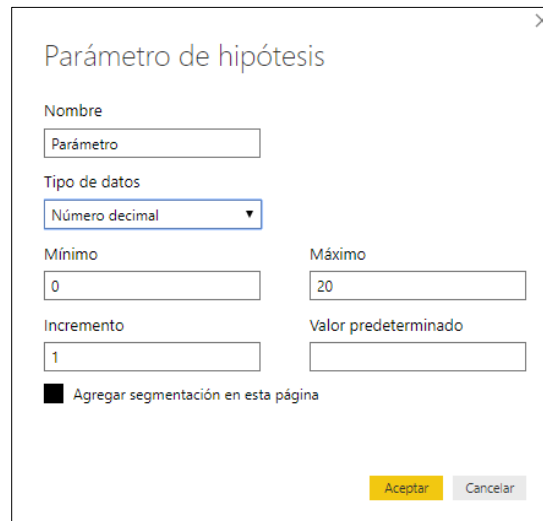 Parámetro de hipótesis
Nombre
Parámetro
Tipo de datos
Número decimal
Mínimo
Máximo
0
20
Incremento
Valor predeterminado
1
Agregar segmentación en esta página
Aceptar
Cancelar